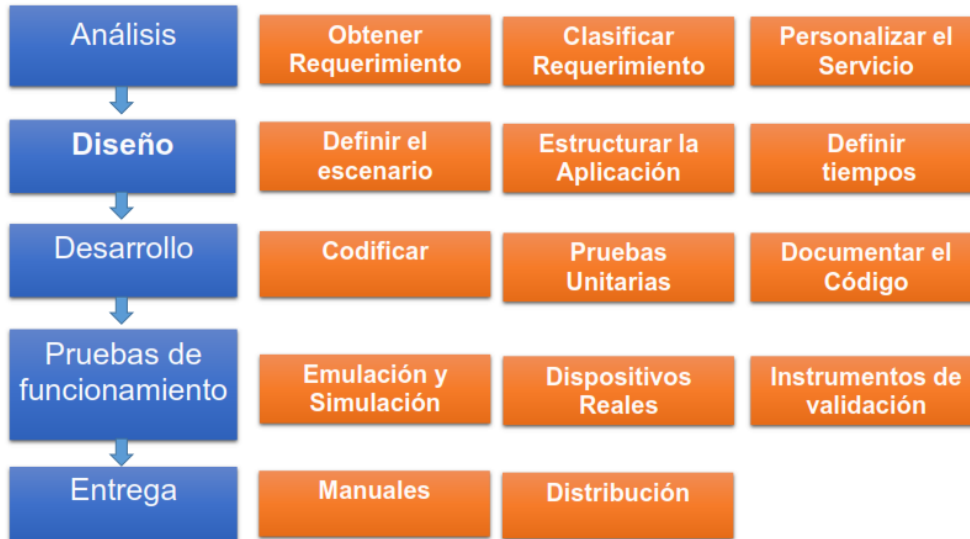 Análisis
Obtener
Requerimiento
Clasificar
Requerimiento
Personalizar el
Servicio
Diseño
Definir el
escenario
Estructurar la
Aplicación
Definir
tiempos
Desarrollo
Codificar
Pruebas
Unitarias
Documentar el
Código
Pruebas de
funcionamiento
Emulación y
Simulación
Dispositivos
Reales
Instrumentos de
validación
Entrega
Manuales
Distribución